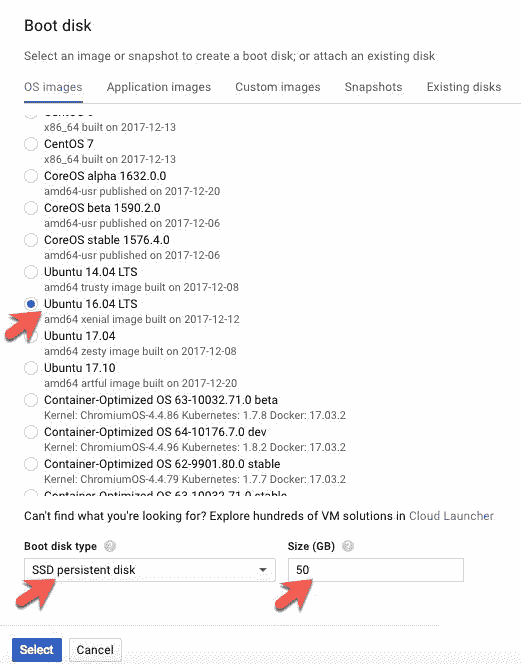 Boot disk
Select an image or snapshot to create a boot disk; or attach an existing disk
OS images Application images Custom images Snapshots Existing disks
x86_64 built on 2017-12-13
CentOS 7
x86_64 built on 2017-12-13
CoreOS alpha 1632.0.0
amd64-usr published on 2017-12-20
CoreOS beta 1590.2.0
amd64-usr published on 2017-12-06
CoreOS stable 1576.4.0
amd64-usr published on 2017-12-06
Ubuntu 14.04 LTS
amd64 trusty image built on 2017-12-08
Ubuntu 16.04 LTS
amd64 xenial image built on 2017-12-12
Ubuntu 17.04
amd64 zesty image built on 2017-12-08
Ubuntu 17.10
amd64 artful image built on 2017-12-20
Container-Optimized OS 63-10032.71.0 beta
Kernel: ChromiumOS-4.4.86 Kubernetes: 1.7.8 Docker: 17.03.2
Container-Optimized OS 64-10176.7.0 dev
Kernel: ChromiumOS-4.4.96 Kubernetes: 1.8.2 Docker: 17.03.2
Container-Optimized OS 62-9901.80.0 stable
Kernel: ChromiumOS-4.4.79 Kubernetes: 1.7.7 Docker: 17.03.2
Container-Optimized OS 63-10032.71.0 stable
Can't find what you're looking for? Explore hundreds of VM solutions in Cloud Launcher
Boot disk type ? Size (GB) ?
SSD persistent disk 50
Select Cancel